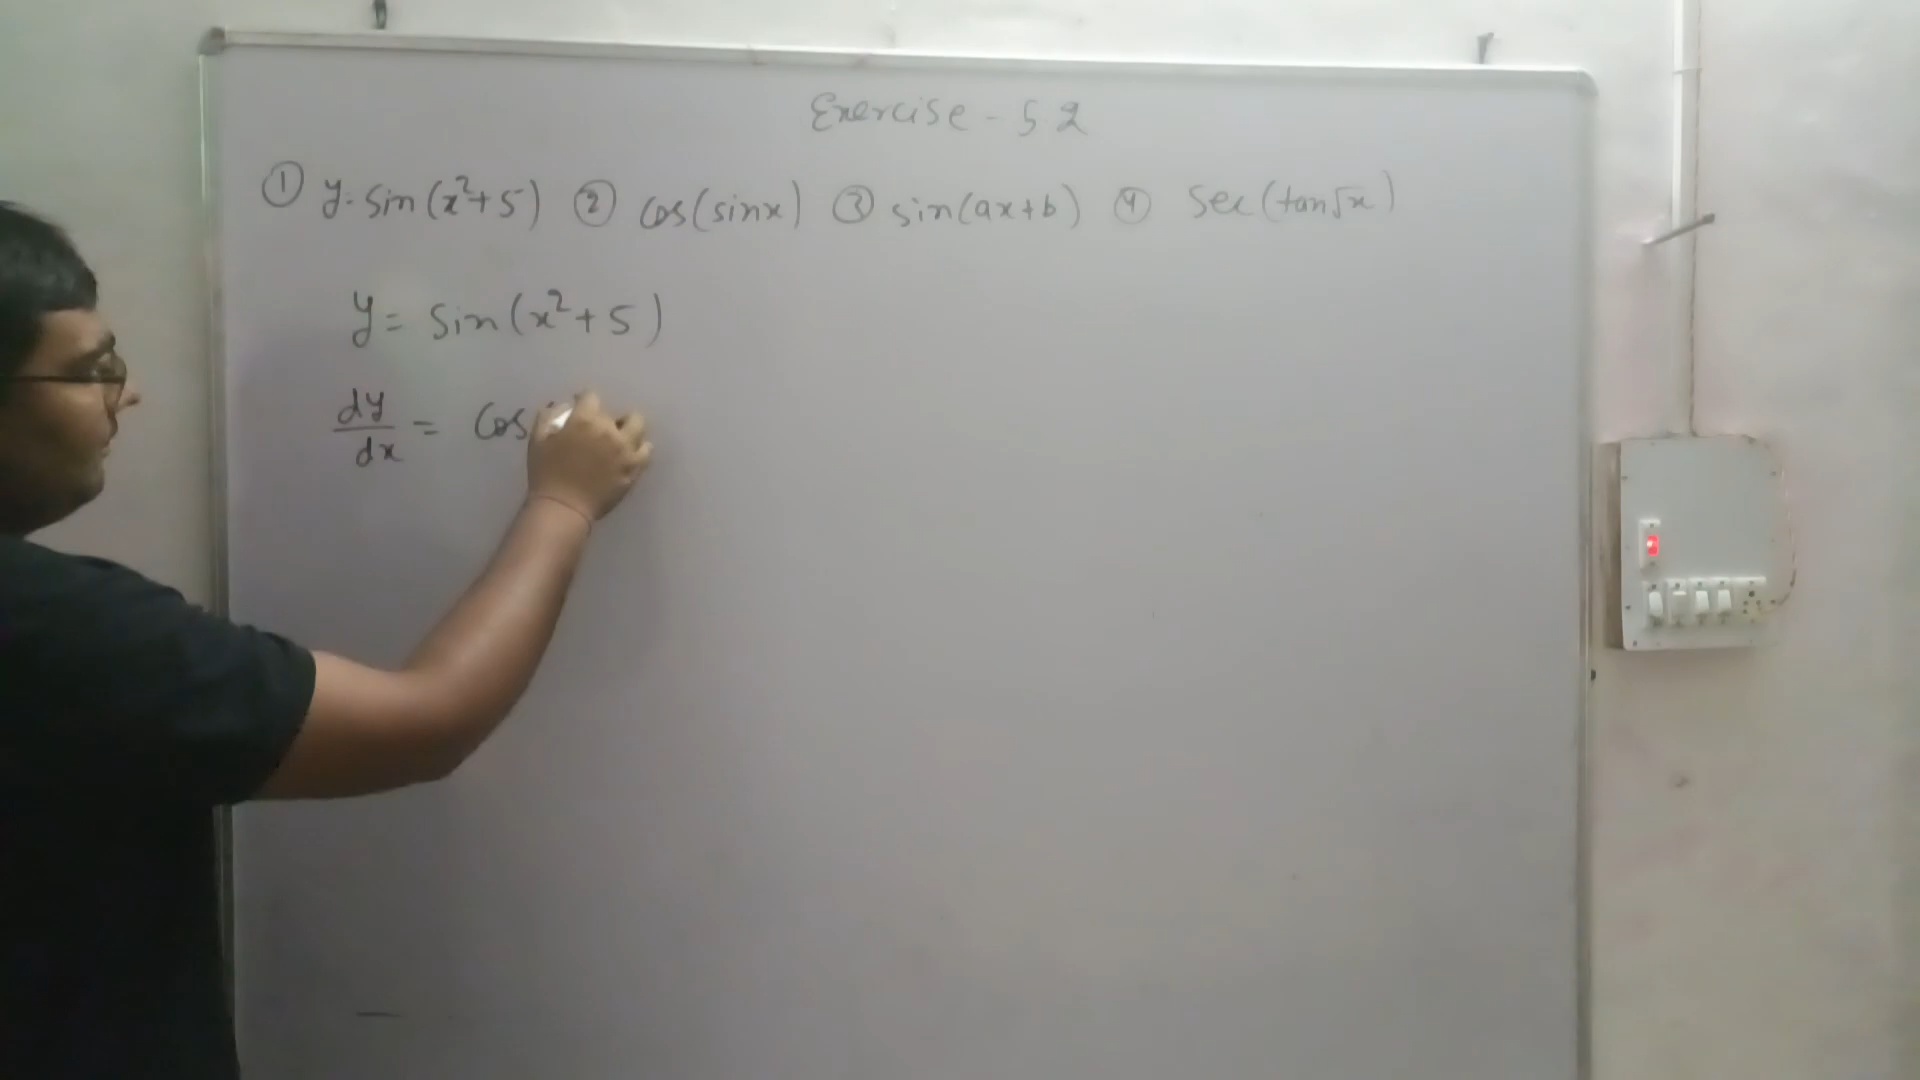 Exercise - 5 2
① y = sin(x²+5) ② cos(sinx) ③ sin(ax+b) ④ sec(tan√x)
y = sin(x²+5)
dy/dx = cos